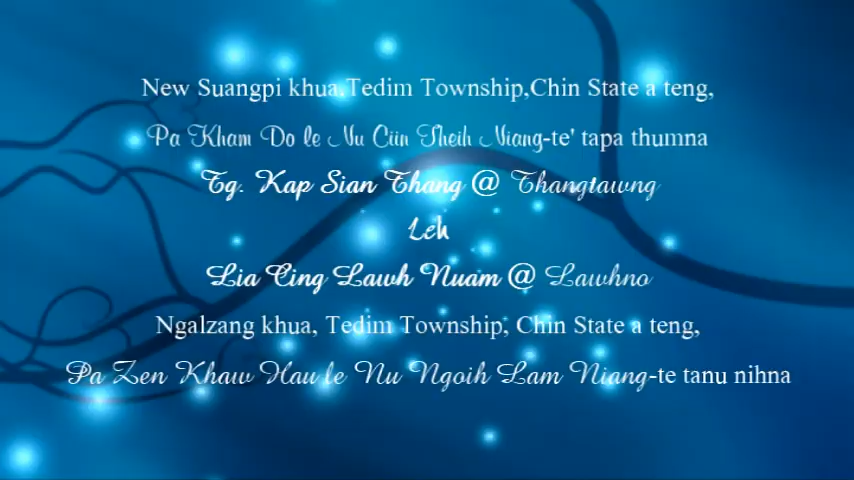 New Suangpi khua,Tedim Township,Chin State a teng,
Pa Kham Do le Nu Ciin Theih Niang-te' tapa thumna
Tg. Kap Sian Thang @ Thangtawng
Leh
Lia Cing Lawh Nuam @ Lawhno
Ngalzang khua, Tedim Township, Chin State a teng,
Pa Zen Khaw Hau le Nu Ngoih Lam Niang-te tanu nihna